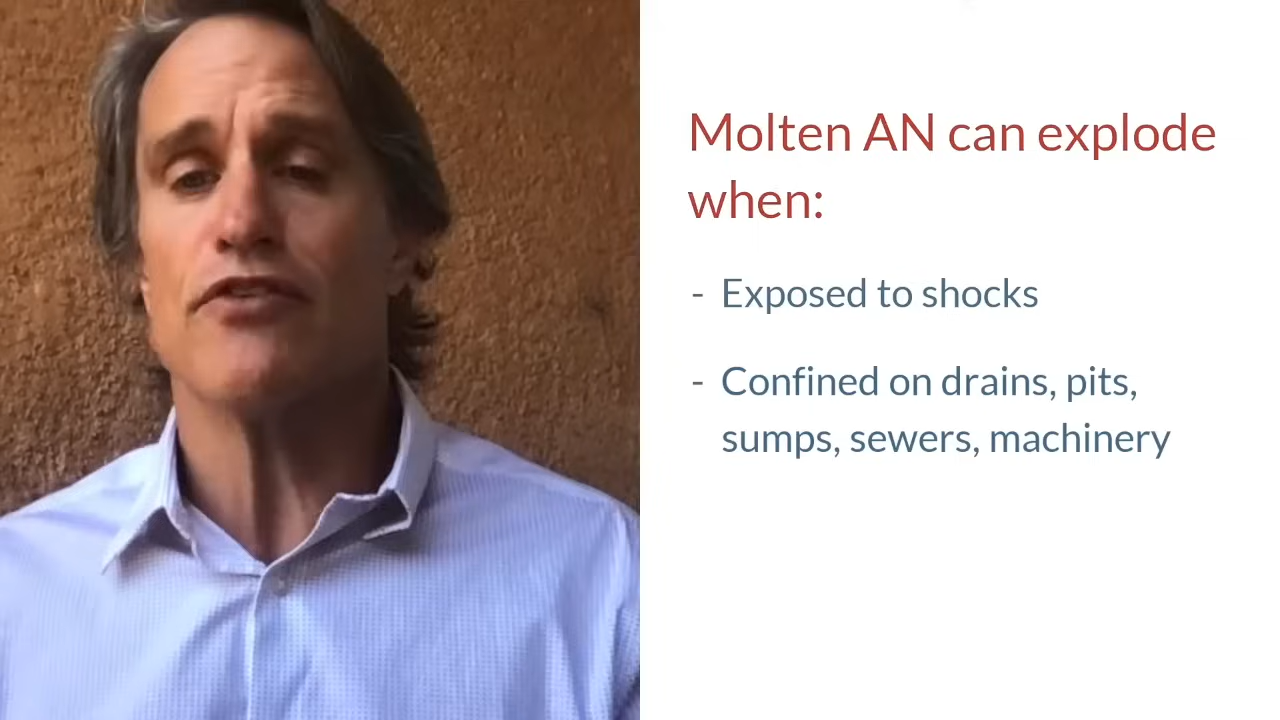 Molten AN can explode
when:
- Exposed to shocks
- Confined on drains, pits,
sumps, sewers, machinery